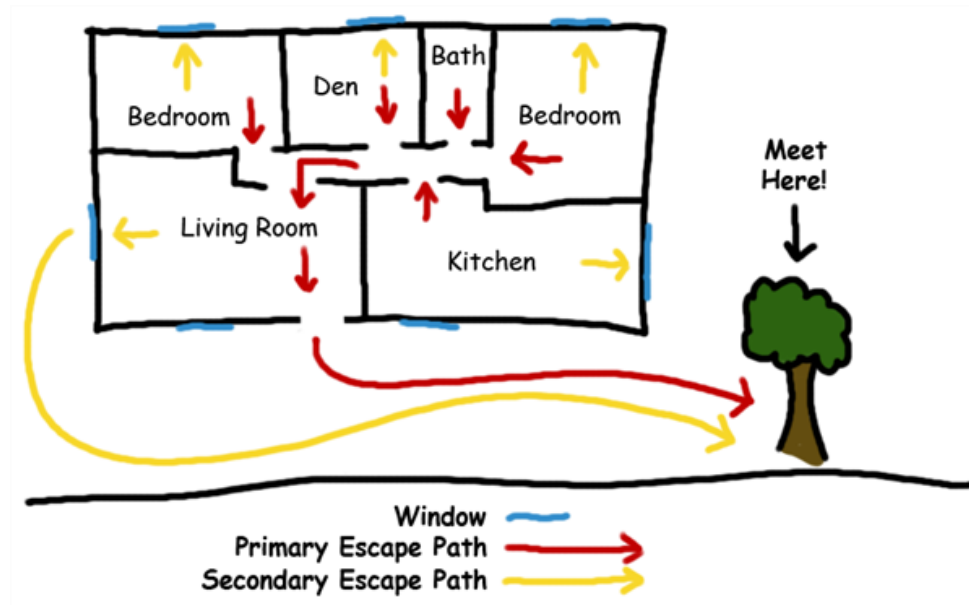 Bath
Den
Bedroom
Bedroom
Meet
Here!
Living Room
Kitchen
Window
Primary Escape Path
Secondary Escape Path